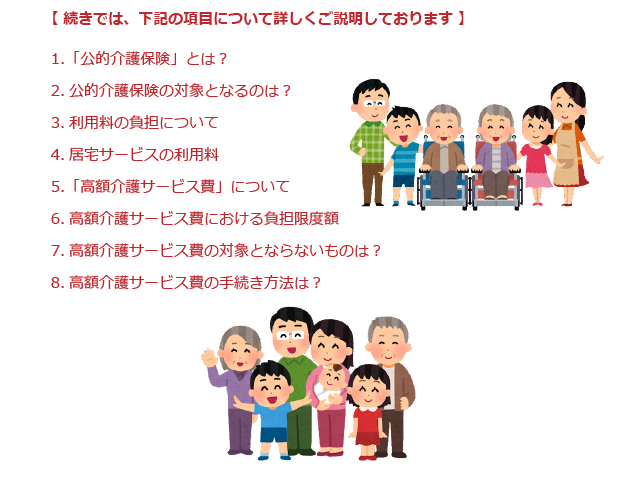 【 続きでは、下記の項目について詳しくご説明しております 】
1.「公的介護保険」とは？
2. 公的介護保険の対象となるのは？
3. 利用料の負担について
4. 居宅サービスの利用料
5.「高額介護サービス費」について
6. 高額介護サービス費における負担限度額
7. 高額介護サービス費の対象とならないものは？
8. 高額介護サービス費の手続き方法は？